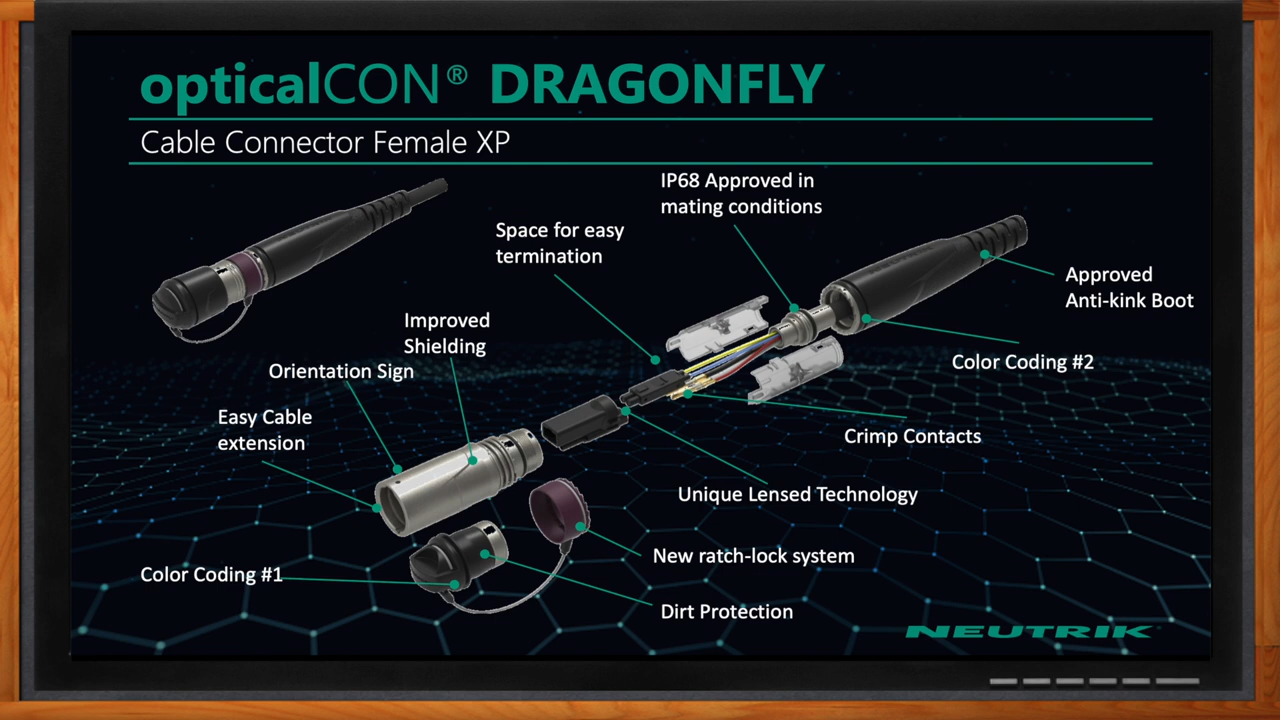 opticalCON® DRAGONFLY
Cable Connector Female XP
IP68 Approved in
mating conditions
Space for easy
termination
Approved
Anti-kink Boot
Improved
Shielding
Orientation Sign
Color Coding #2
Easy Cable
extension
Crimp Contacts
Unique Lensed Technology
New ratch-lock system
Color Coding #1
Dirt Protection
NEUTRIK